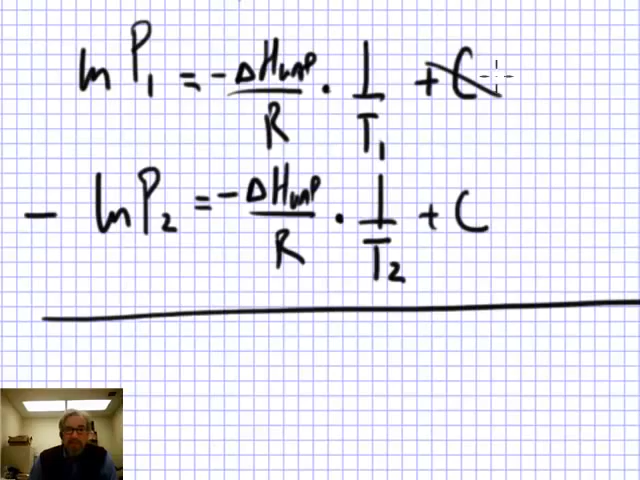 ln P₁ = -ΔHvap/R · 1/T₁ + C
- ln P₂ = -ΔHvap/R · 1/T₂ + C